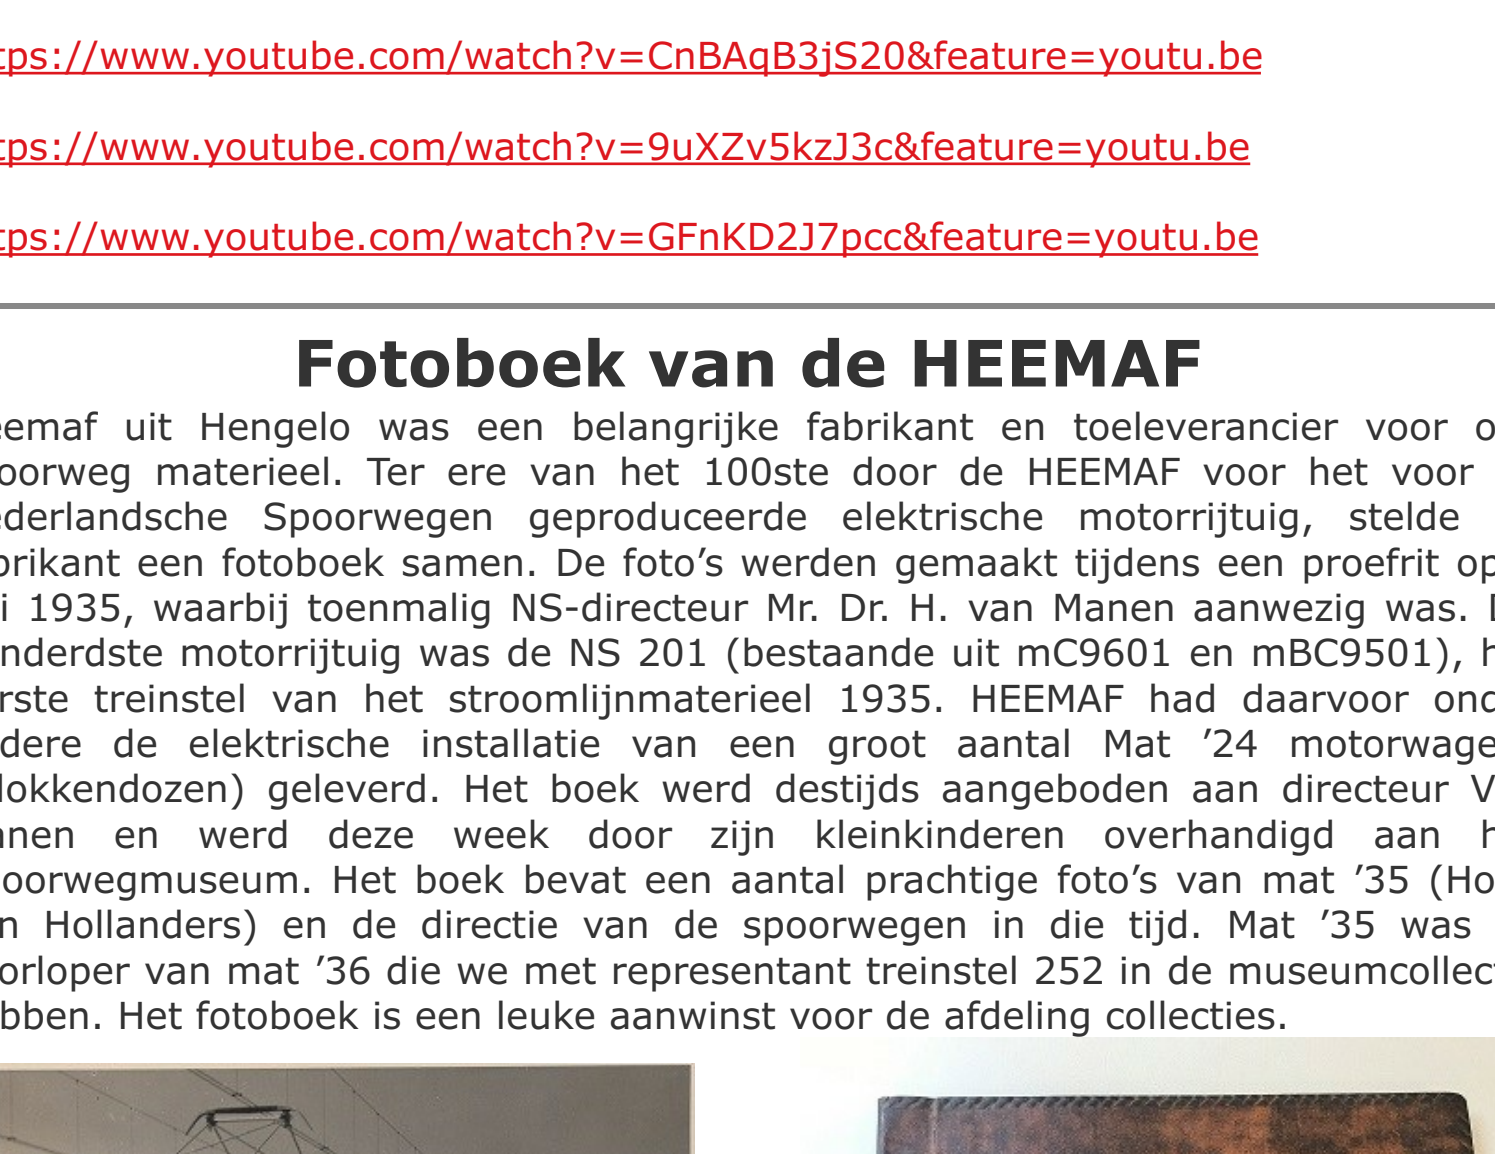 tps://www.youtube.com/watch?v=CnBAqB3jS20&feature=youtu.be
tps://www.youtube.com/watch?v=9uXZv5kzJ3c&feature=youtu.be
tps://www.youtube.com/watch?v=GFnKD2J7pcc&feature=youtu.be
Fotoboek van de HEEMAF
eemaf uit Hengelo was een belangrijke fabrikant en toeleverancier voor o
oorweg materieel. Ter ere van het 100ste door de HEEMAF voor het voor
ederlandsche Spoorwegen geproduceerde elektrische motorrijtuig, stelde
brikant een fotoboek samen. De foto’s werden gemaakt tijdens een proefrit op
i 1935, waarbij toenmalig NS-directeur Mr. Dr. H. van Manen aanwezig was. D
nderdste motorrijtuig was de NS 201 (bestaande uit mC9601 en mBC9501), h
rste treinstel van het stroomlijnmaterieel 1935. HEEMAF had daarvoor ond
dere de elektrische installatie van een groot aantal Mat ’24 motorwage
lokkendozen) geleverd. Het boek werd destijds aangeboden aan directeur V
nnen en werd deze week door zijn kleinkinderen overhandigd aan h
oorwegmuseum. Het boek bevat een aantal prachtige foto’s van mat ’35 (Ho
n Hollanders) en de directie van de spoorwegen in die tijd. Mat ’35 was
orloper van mat ’36 die we met representant treinstel 252 in de museumcollect
bben. Het fotoboek is een leuke aanwinst voor de afdeling collecties.